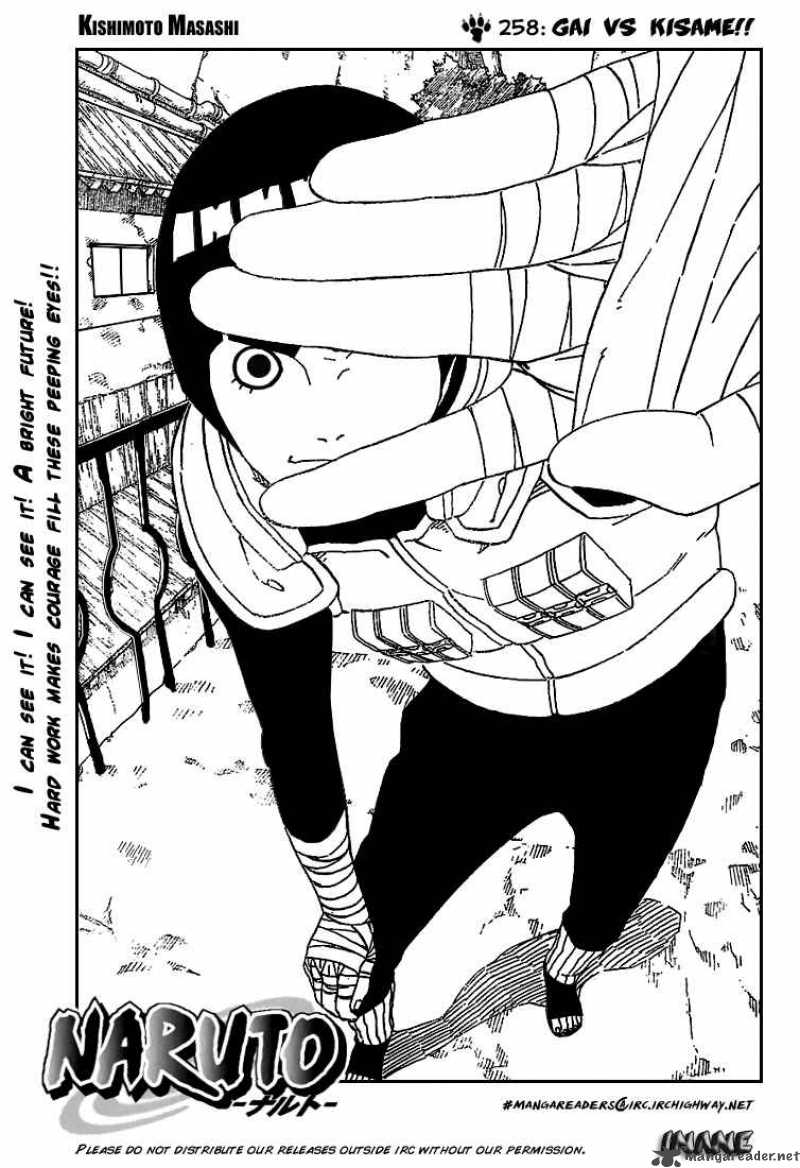 KISHIMOTO MASASHI
258: GAI VS KISAME!!
I CAN SEE IT! I CAN SEE IT! A BRIGHT FUTURE!
HARD WORK MAKES COURAGE FILL THESE PEEPING EYES!!
NARUTO
-ナルト-
#MANGAREADERS@IRC.IRCHIGHWAY.NET
PLEASE DO NOT DISTRIBUTE OUR RELEASES OUTSIDE IRC WITHOUT OUR PERMISSION.
INANE
Mangareader.net